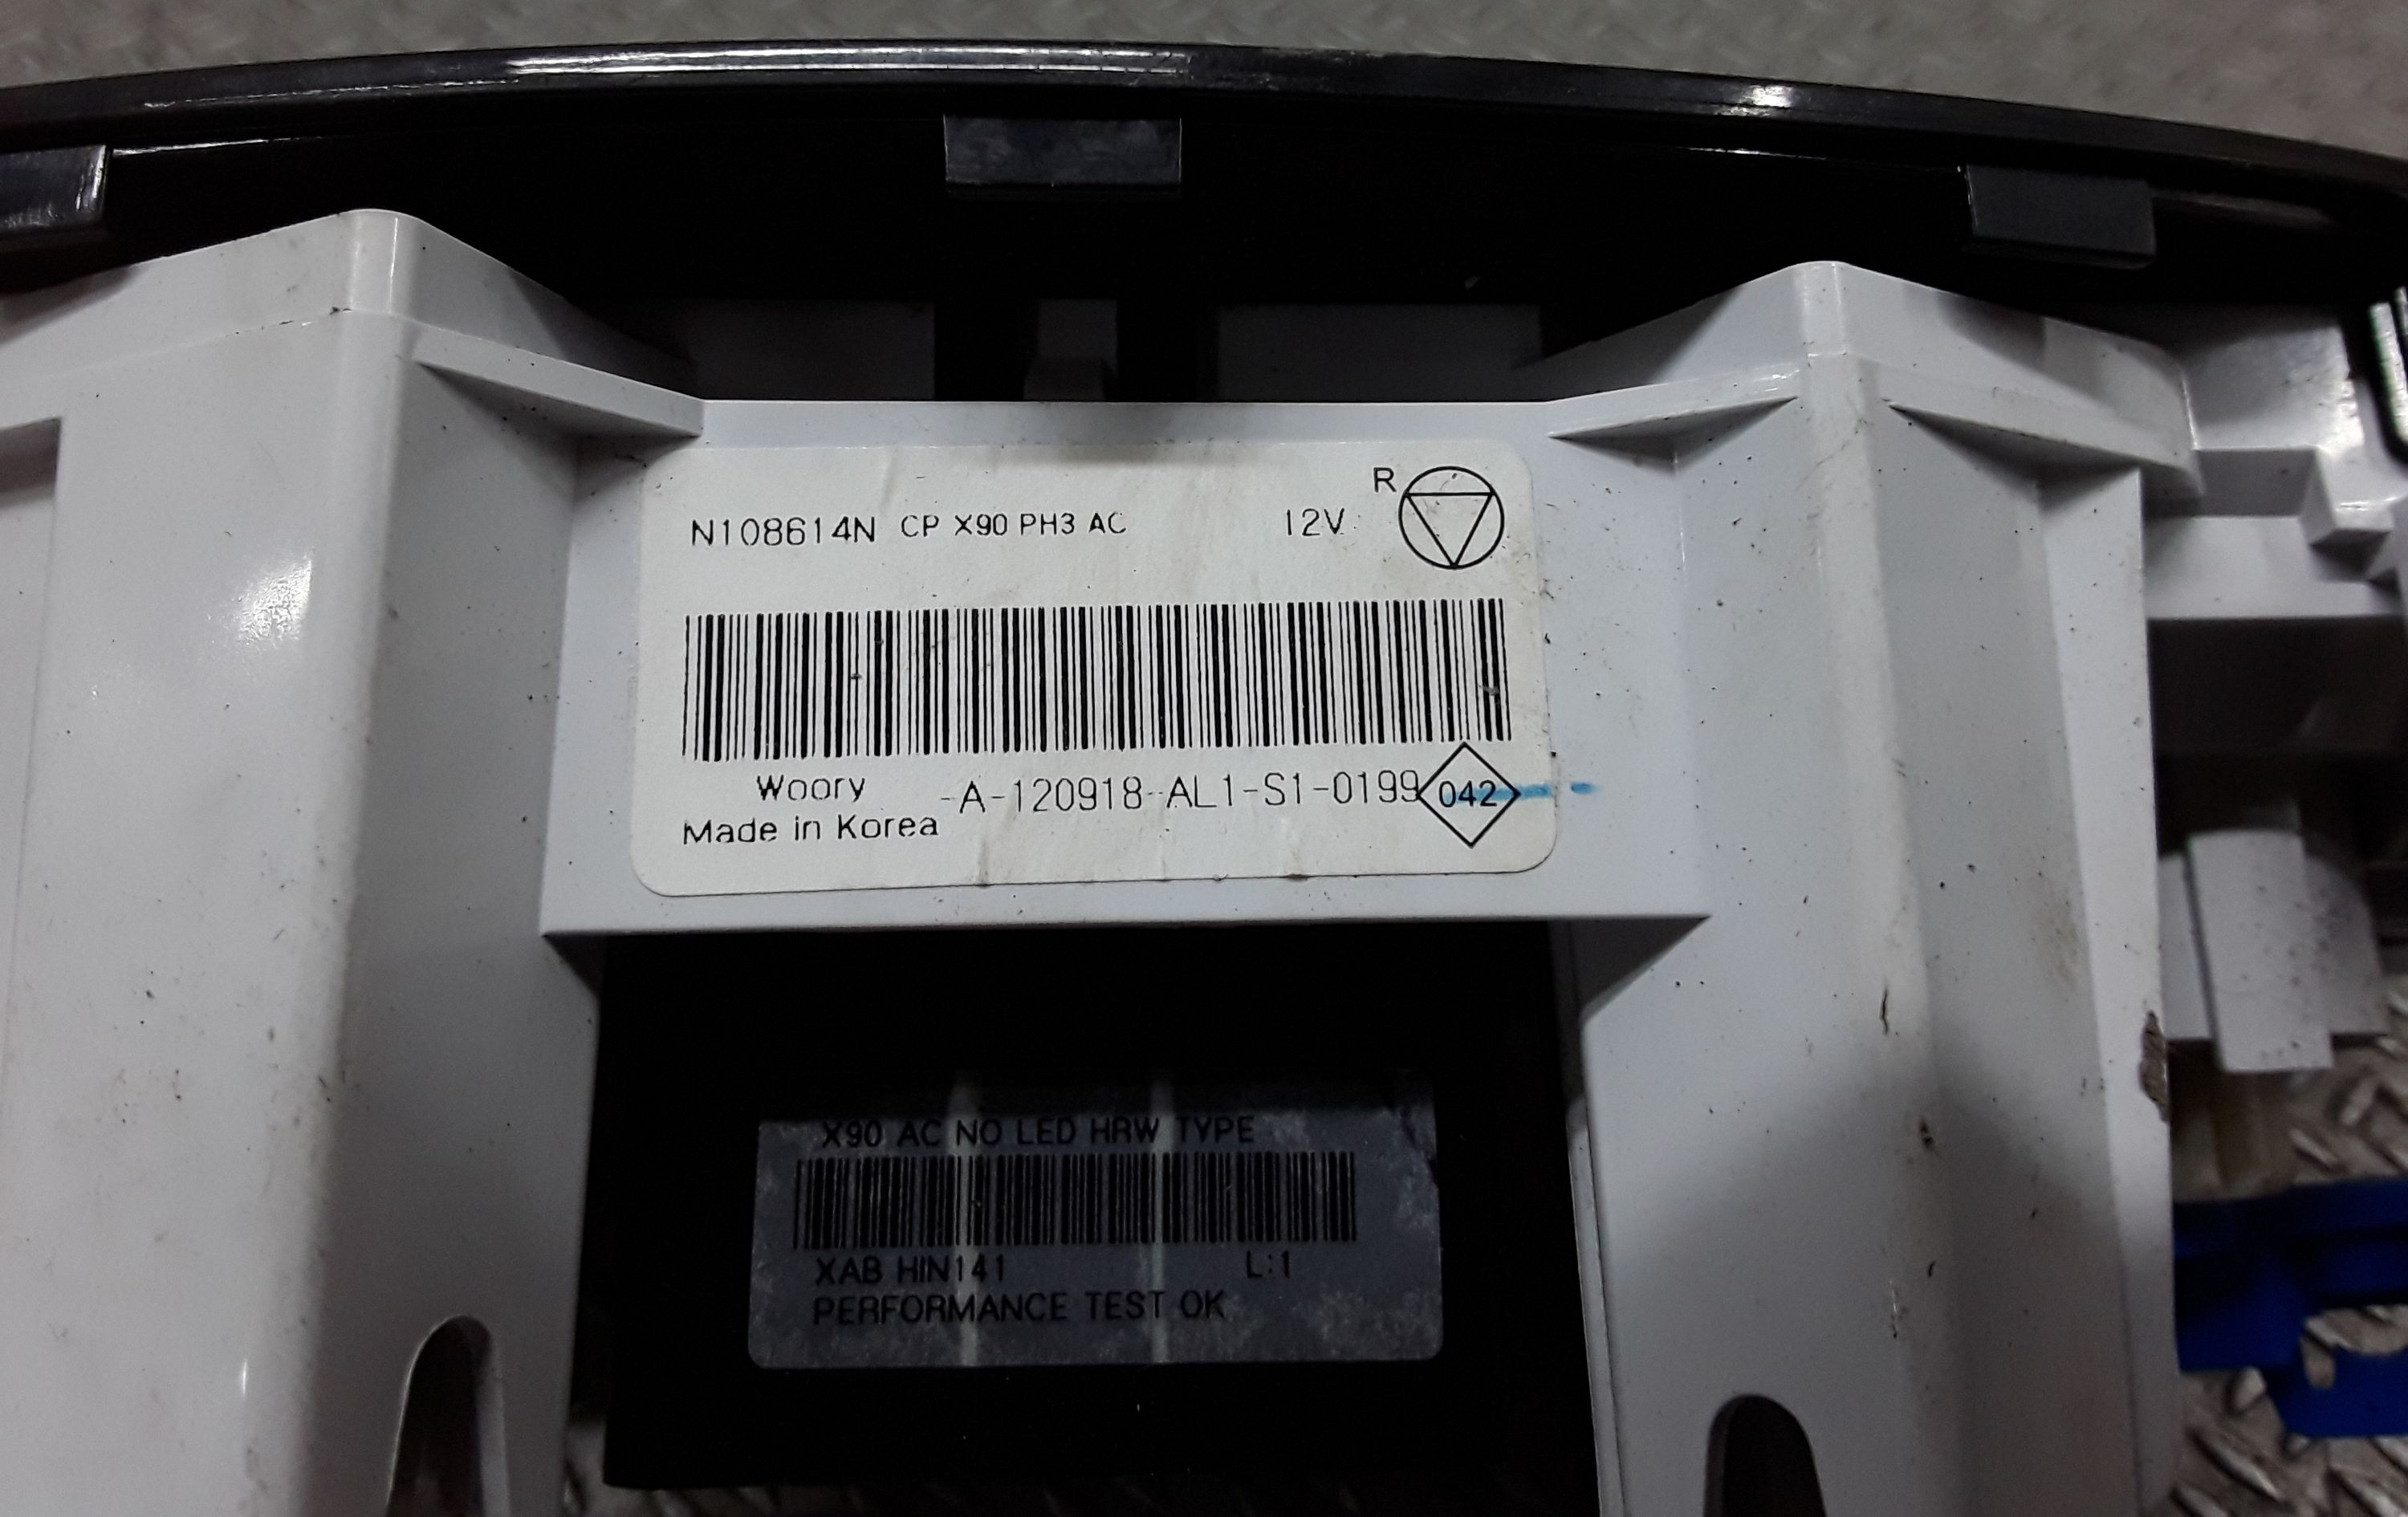 R
N108614N CP X90 PH3 AC 12V
Woory -A-120918-AL1-S1-0199 042
Made in Korea
X90 AC NO LED HRW TYPE
XAB HIN141 L:1
PERFORMANCE TEST OK